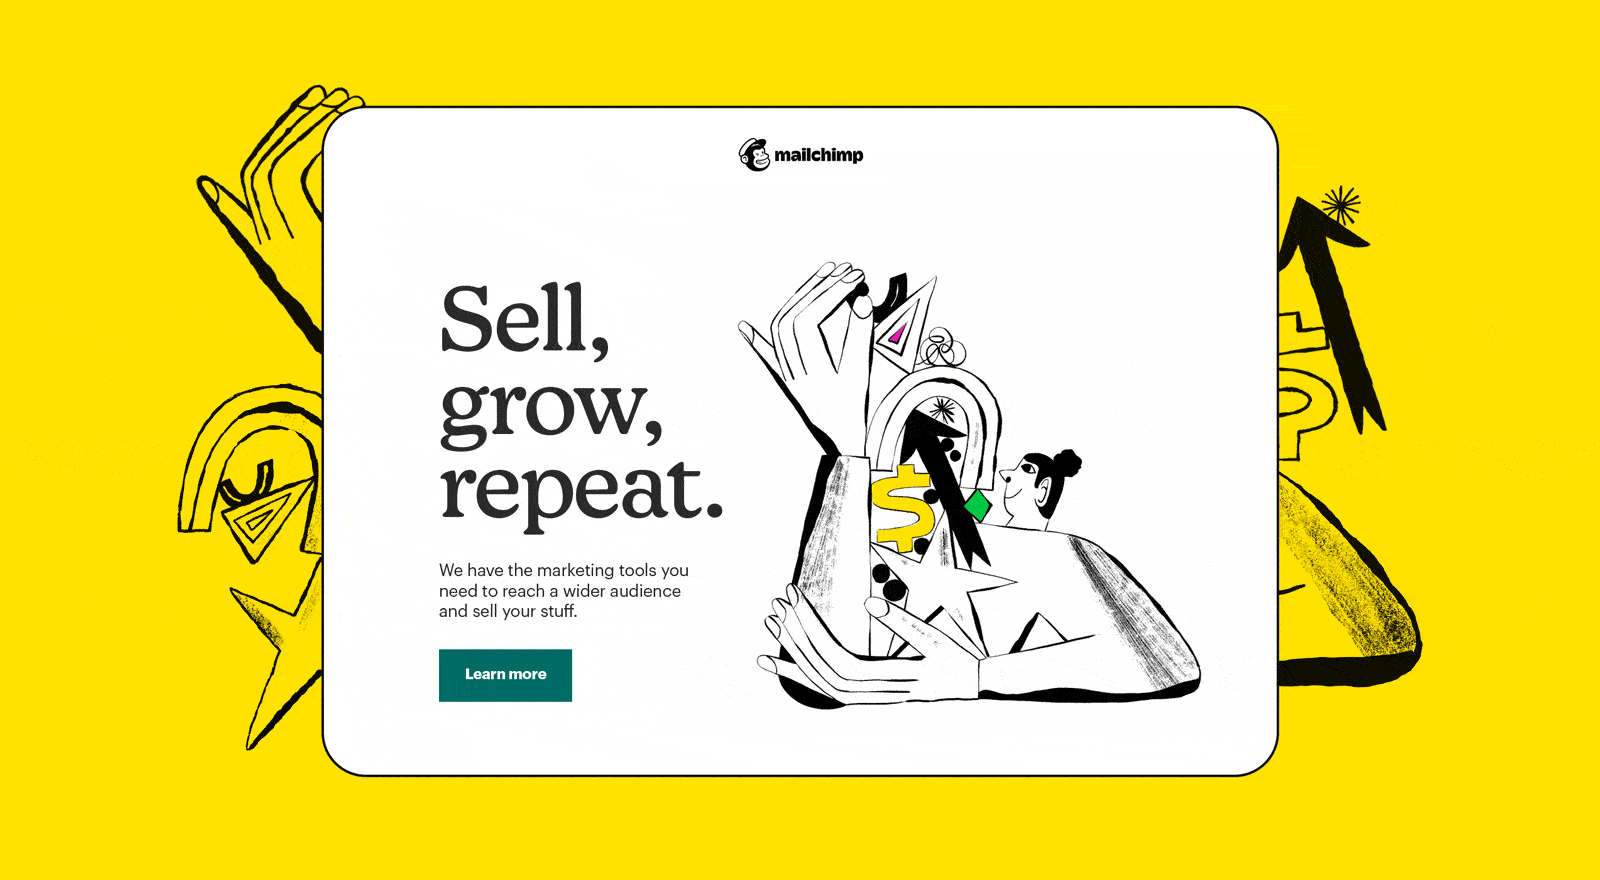 mailchimp
Sell,
grow,
repeat.
We have the marketing tools you
need to reach a wider audience
and sell your stuff.
Learn more
$